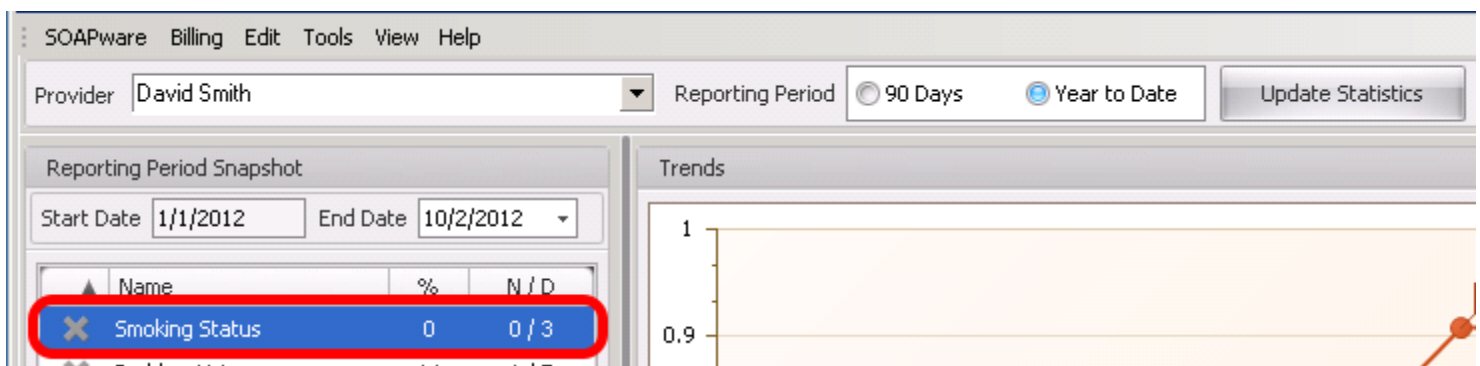 SOAPware Billing Edit Tools View Help
Provider David Smith Reporting Period 90 Days Year to Date Update Statistics
Reporting Period Snapshot
Start Date 1/1/2012 End Date 10/2/2012
Name % N / D
Smoking Status 0 0 / 3
Trends
1
0.9